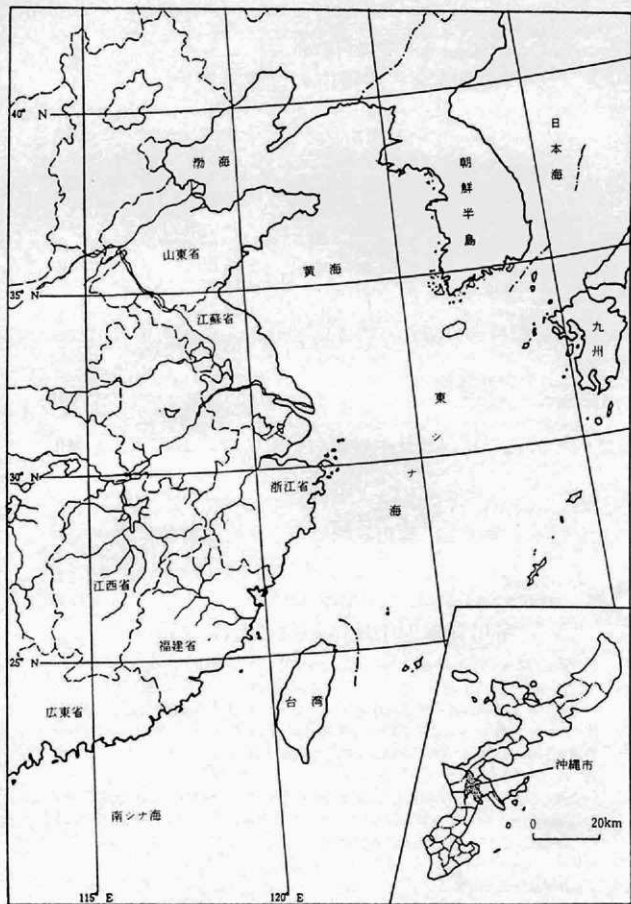 40° N
渤海
日本海
朝鮮半島
山東省
黄海
35° N
江蘇省
九州
東シナ海
30° N
浙江省
江西省
福建省
25° N
台湾
広東省
沖縄市
0 20km
南シナ海
115° E
120°